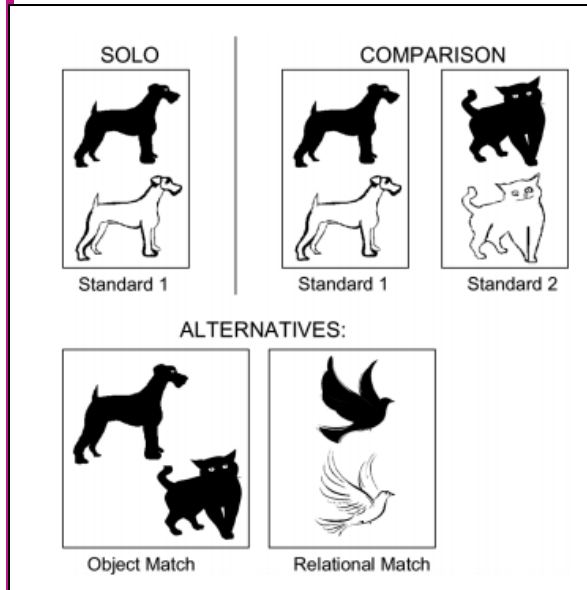 SOLO
COMPARISON
Standard 1
Standard 1
Standard 2
ALTERNATIVES:
Object Match
Relational Match